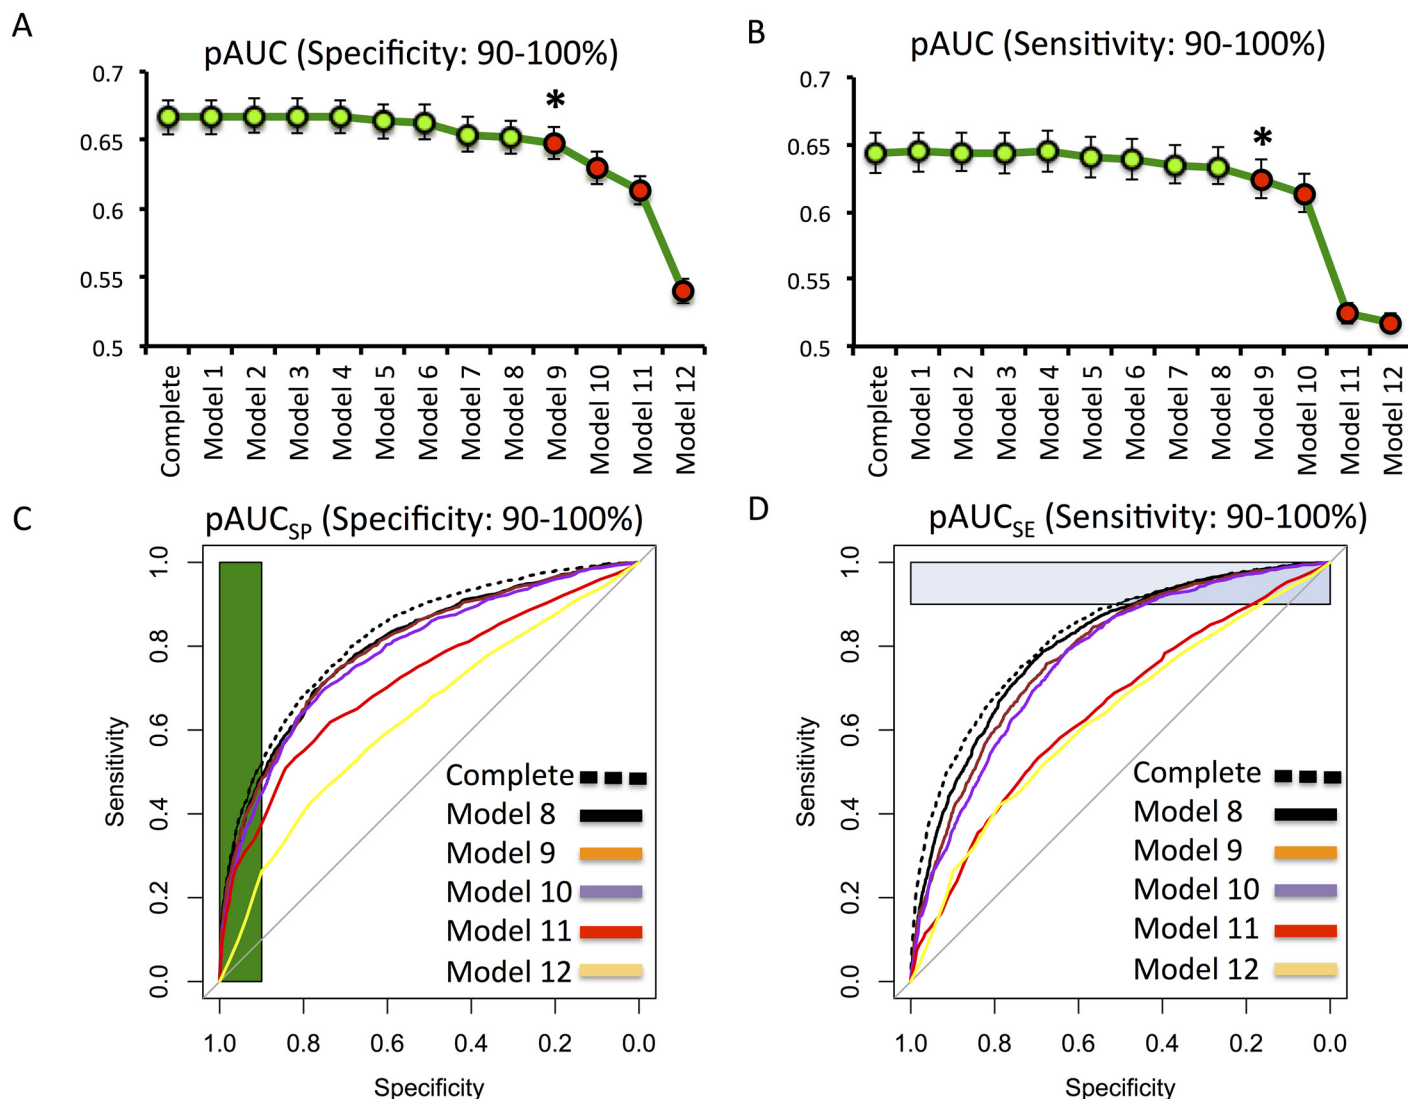 A
pAUC (Specificity: 90-100%)
0.7
0.65
0.6
0.55
0.5
*
Complete
Model 1
Model 2
Model 3
Model 4
Model 5
Model 6
Model 7
Model 8
Model 9
Model 10
Model 11
Model 12
B
pAUC (Sensitivity: 90-100%)
0.7
0.65
0.6
0.55
0.5
*
Complete
Model 1
Model 2
Model 3
Model 4
Model 5
Model 6
Model 7
Model 8
Model 9
Model 10
Model 11
Model 12
C
pAUCSP (Specificity: 90-100%)
Sensitivity
1.0
0.8
0.6
0.4
0.2
0.0
Complete
Model 8
Model 9
Model 10
Model 11
Model 12
1.0 0.8 0.6 0.4 0.2 0.0
Specificity
D
pAUCSE (Sensitivity: 90-100%)
Sensitivity
1.0
0.8
0.6
0.4
0.2
0.0
Complete
Model 8
Model 9
Model 10
Model 11
Model 12
1.0 0.8 0.6 0.4 0.2 0.0
Specificity